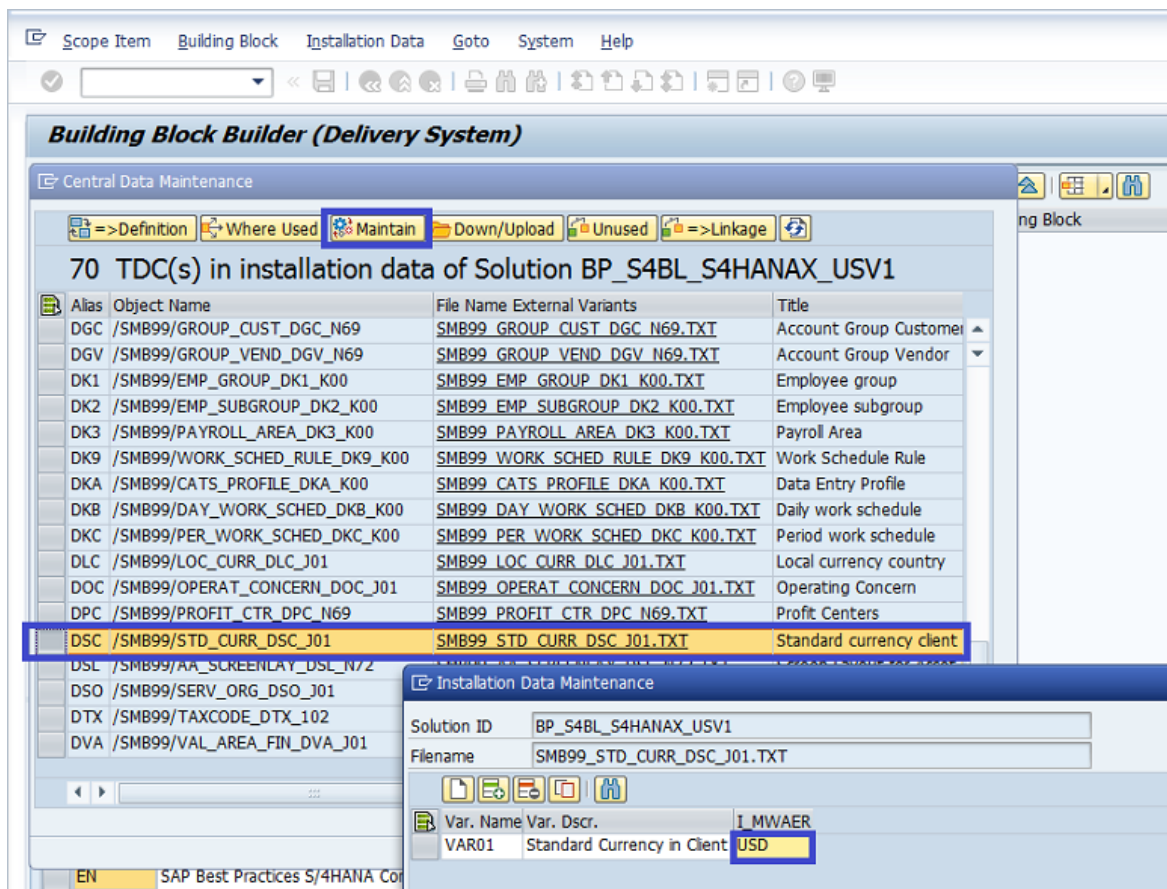 Scope Item Building Block Installation Data Goto System Help
Building Block Builder (Delivery System)
Central Data Maintenance
=>Definition Where Used Maintain Down/Upload Unused =>Linkage
ng Block
70 TDC(s) in installation data of Solution BP_S4BL_S4HANAX_USV1
Alias Object Name File Name External Variants Title
DGC /SMB99/GROUP_CUST_DGC_N69 SMB99_GROUP_CUST_DGC_N69.TXT Account Group Customer
DGV /SMB99/GROUP_VEND_DGV_N69 SMB99_GROUP_VEND_DGV_N69.TXT Account Group Vendor
DK1 /SMB99/EMP_GROUP_DK1_K00 SMB99_EMP_GROUP_DK1_K00.TXT Employee group
DK2 /SMB99/EMP_SUBGROUP_DK2_K00 SMB99_EMP_SUBGROUP_DK2_K00.TXT Employee subgroup
DK3 /SMB99/PAYROLL_AREA_DK3_K00 SMB99_PAYROLL_AREA_DK3_K00.TXT Payroll Area
DK9 /SMB99/WORK_SCHED_RULE_DK9_K00 SMB99_WORK_SCHED_RULE_DK9_K00.TXT Work Schedule Rule
DKA /SMB99/CATS_PROFILE_DKA_K00 SMB99_CATS_PROFILE_DKA_K00.TXT Data Entry Profile
DKB /SMB99/DAY_WORK_SCHED_DKB_K00 SMB99_DAY_WORK_SCHED_DKB_K00.TXT Daily work schedule
DKC /SMB99/PER_WORK_SCHED_DKC_K00 SMB99_PER_WORK_SCHED_DKC_K00.TXT Period work schedule
DLC /SMB99/LOC_CURR_DLC_J01 SMB99_LOC_CURR_DLC_J01.TXT Local currency country
DOC /SMB99/OPERAT_CONCERN_DOC_J01 SMB99_OPERAT_CONCERN_DOC_J01.TXT Operating Concern
DPC /SMB99/PROFIT_CTR_DPC_N69 SMB99_PROFIT_CTR_DPC_N69.TXT Profit Centers
DSC /SMB99/STD_CURR_DSC_J01 SMB99_STD_CURR_DSC_J01.TXT Standard currency client
DSL /SMB99/AA_SCREENLAY_DSL_N72
DSO /SMB99/SERV_ORG_DSO_J01
DTX /SMB99/TAXCODE_DTX_102
DVA /SMB99/VAL_AREA_FIN_DVA_J01
Installation Data Maintenance
Solution ID BP_S4BL_S4HANAX_USV1
Filename SMB99_STD_CURR_DSC_J01.TXT
Var. Name Var. Dscr. I_MWAER
VAR01 Standard Currency in Client USD
EN SAP Best Practices S/4HANA Cor